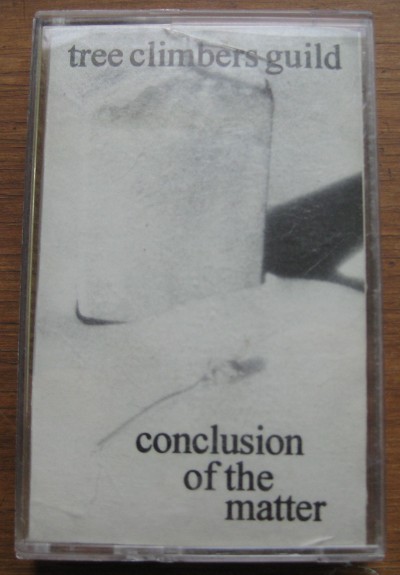 tree climbers guild
conclusion
of the
matter